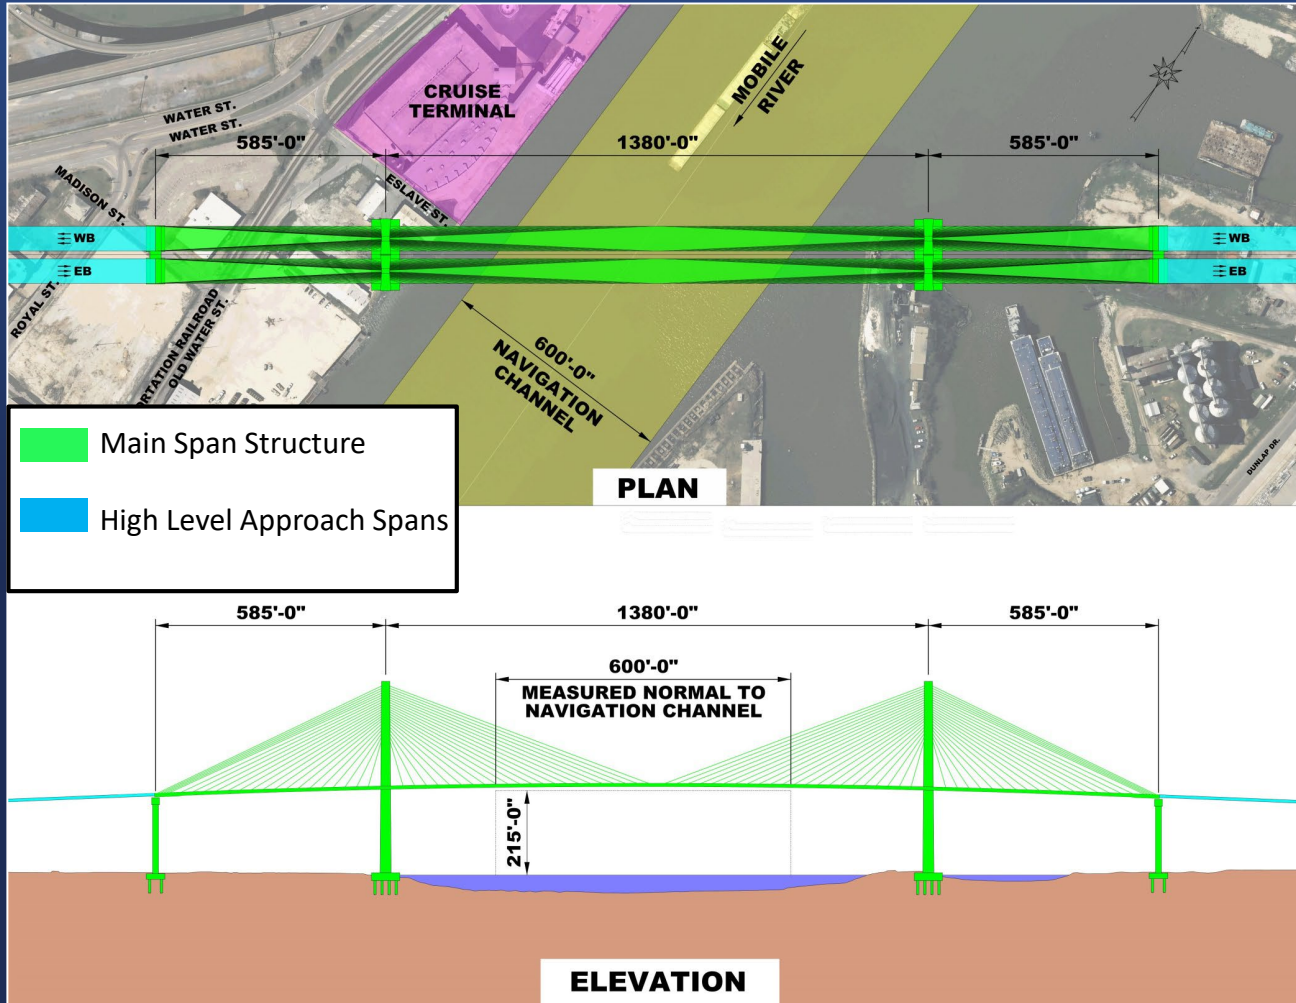 CRUISE
TERMINAL
MOBILE
RIVER
N
WATER ST.
WATER ST.
585'-0"
1380'-0"
585'-0"
MADISON ST.
ESLAVE ST.
WB
WB
EB
EB
ROYAL ST.
ORTATION RAILROAD
OLD WATER ST.
600'-0"
NAVIGATION
CHANNEL
DUNLAP DR.
Main Span Structure
High Level Approach Spans
PLAN
585'-0"
1380'-0"
585'-0"
600'-0"
MEASURED NORMAL TO
NAVIGATION CHANNEL
215'-0"
ELEVATION